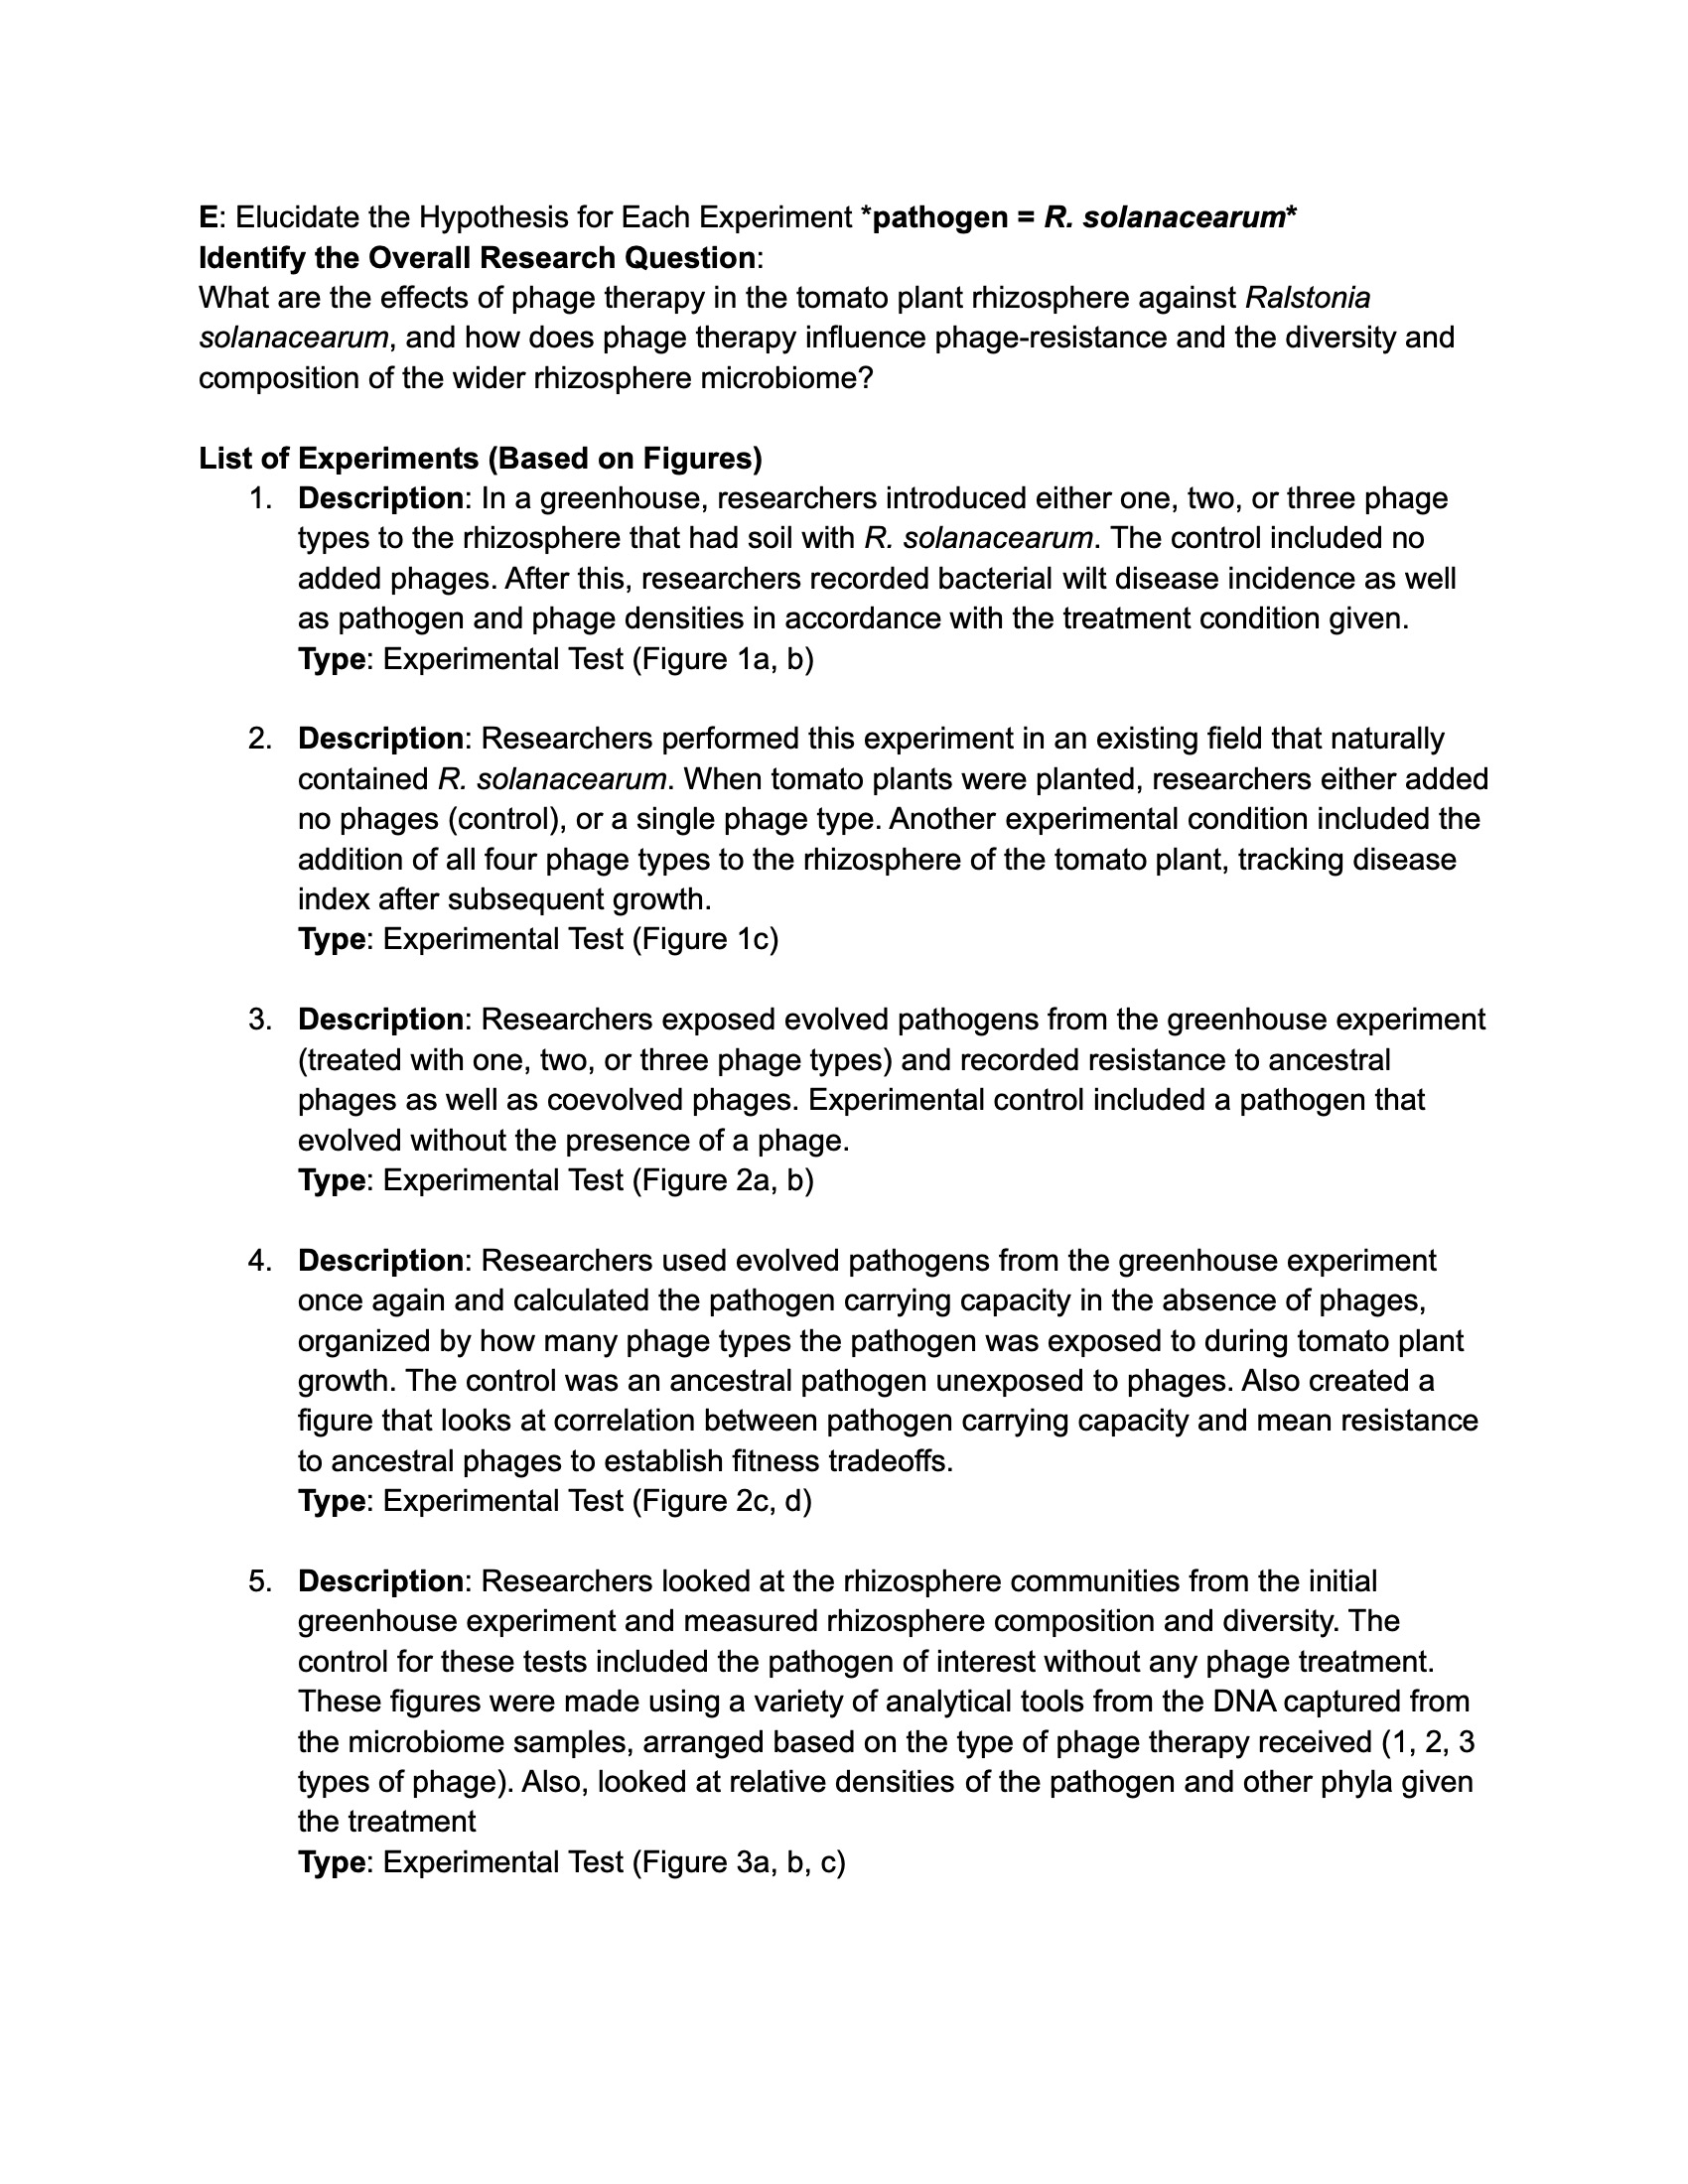 E: Elucidate the Hypothesis for Each Experiment *pathogen = R. solanacearum*
Identify the Overall Research Question:
What are the effects of phage therapy in the tomato plant rhizosphere against Ralstonia
solanacearum, and how does phage therapy influence phage-resistance and the diversity and
composition of the wider rhizosphere microbiome?
List of Experiments (Based on Figures)
1. Description: In a greenhouse, researchers introduced either one, two, or three phage
types to the rhizosphere that had soil with R. solanacearum. The control included no
added phages. After this, researchers recorded bacterial wilt disease incidence as well
as pathogen and phage densities in accordance with the treatment condition given.
Type: Experimental Test (Figure 1a, b)
2. Description: Researchers performed this experiment in an existing field that naturally
contained R. solanacearum. When tomato plants were planted, researchers either added
no phages (control), or a single phage type. Another experimental condition included the
addition of all four phage types to the rhizosphere of the tomato plant, tracking disease
index after subsequent growth.
Type: Experimental Test (Figure 1c)
3. Description: Researchers exposed evolved pathogens from the greenhouse experiment
(treated with one, two, or three phage types) and recorded resistance to ancestral
phages as well as coevolved phages. Experimental control included a pathogen that
evolved without the presence of a phage.
Type: Experimental Test (Figure 2a, b)
4. Description: Researchers used evolved pathogens from the greenhouse experiment
once again and calculated the pathogen carrying capacity in the absence of phages,
organized by how many phage types the pathogen was exposed to during tomato plant
growth. The control was an ancestral pathogen unexposed to phages. Also created a
figure that looks at correlation between pathogen carrying capacity and mean resistance
to ancestral phages to establish fitness tradeoffs.
Type: Experimental Test (Figure 2c, d)
5. Description: Researchers looked at the rhizosphere communities from the initial
greenhouse experiment and measured rhizosphere composition and diversity. The
control for these tests included the pathogen of interest without any phage treatment.
These figures were made using a variety of analytical tools from the DNA captured from
the microbiome samples, arranged based on the type of phage therapy received (1, 2, 3
types of phage). Also, looked at relative densities of the pathogen and other phyla given
the treatment
Type: Experimental Test (Figure 3a, b, c)